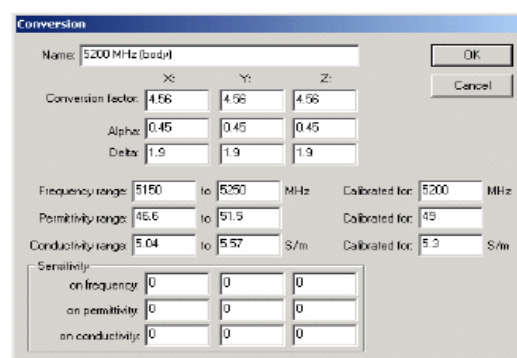 Conversion
Name: 5200 MHz (body)
OK
X: Y: Z:
Cancel
Conversion factor: 4.56 4.56 4.56
Alpha: 0.45 0.45 0.45
Delta: 1.9 1.9 1.9
Frequency range: 5150 to 5250 MHz Calibrated for: 5200 MHz
Permittivity range: 46.6 to 51.5 Calibrated for: 49
Conductivity range: 5.04 to 5.57 S/m Calibrated for: 5.3 S/m
Sensitivity
on frequency: 0 0 0
on permittivity: 0 0 0
on conductivity: 0 0 0